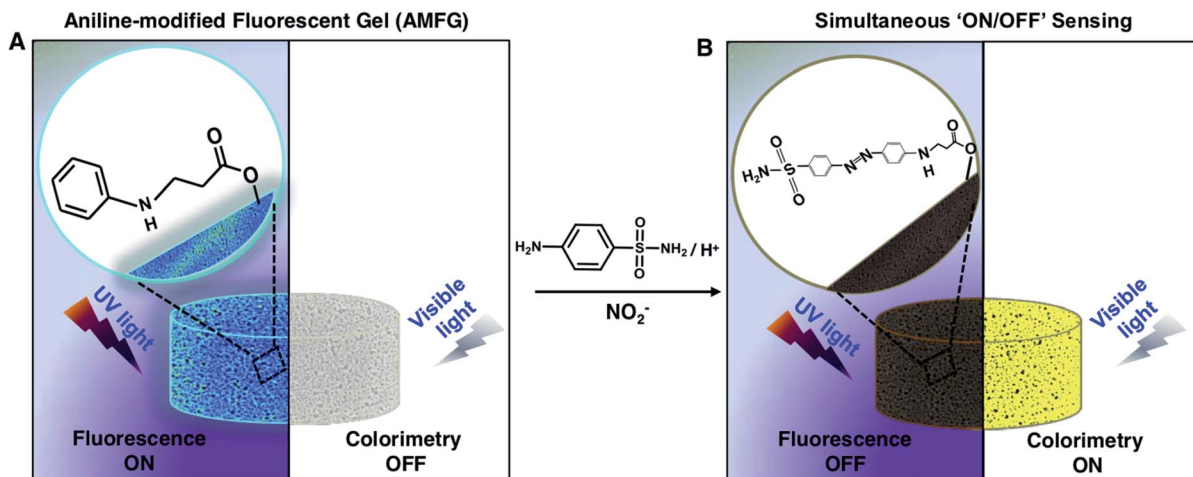 Aniline-modified Fluorescent Gel (AMFG)
Simultaneous ‘ON/OFF’ Sensing
A
O
O
N
H
UV light
Visible
light
Fluorescence
ON
Colorimetry
OFF
H₂N
O
S
O
NH₂ / H⁺
NO₂⁻
B
O
H₂N
S
O
N
N
N
H
O
O
UV light
Visible
light
Fluorescence
OFF
Colorimetry
ON